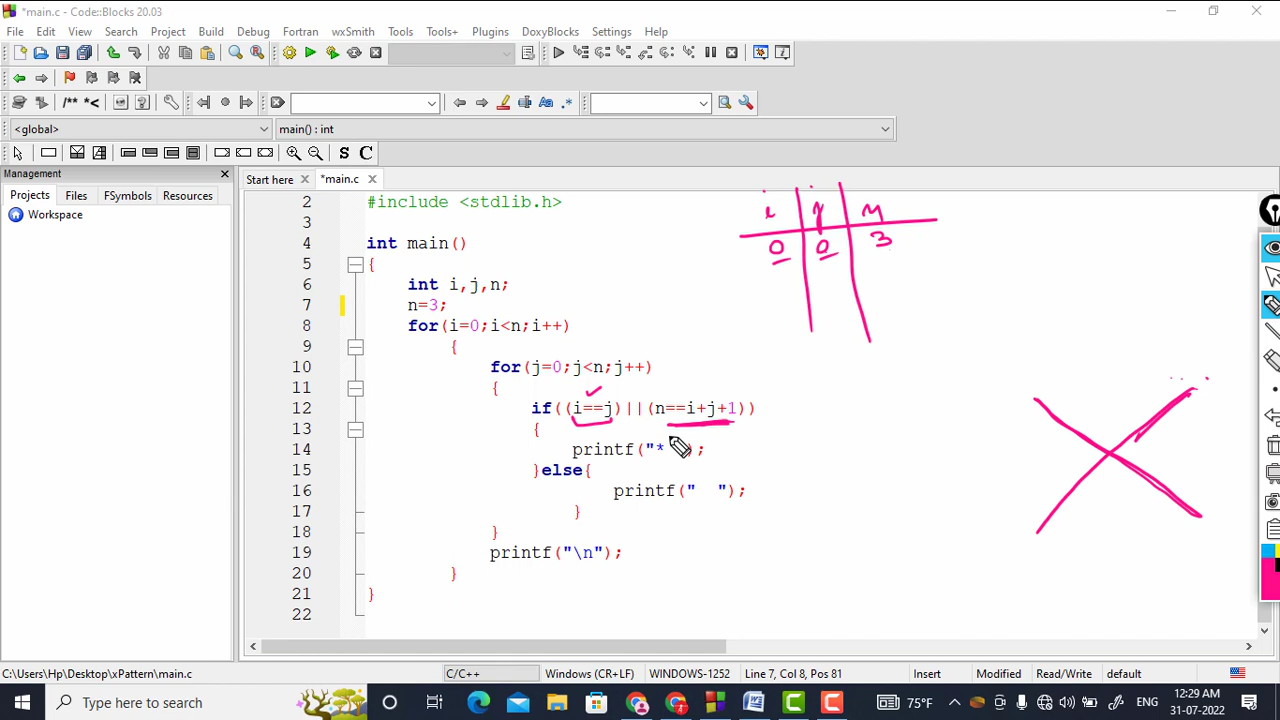 *main.c - Code::Blocks 20.03
File Edit View Search Project Build Debug Fortran wxSmith Tools Tools+ Plugins DoxyBlocks Settings Help
/** *<
Aa .*
<global> main() : int
S C
Management
Projects Files FSymbols Resources
Workspace
Start here *main.c
2 #include <stdlib.h>
3
4 int main()
5 {
6 int i,j,n;
7 n=3;
8 for(i=0;i<n;i++)
9 {
10 for(j=0;j<n;j++)
11 {
12 if((i==j)||(n==i+j+1))
13 {
14 printf("* ");
15 }else{
16 printf("  ");
17 }
18 }
19 printf("\n");
20 }
21 }
22
i j n
0 0 3
C:\Users\Hp\Desktop\xPattern\main.c C/C++ Windows (CR+LF) WINDOWS-1252 Line 7, Col 8, Pos 81 Insert Modified Read/Write default
Type here to search 75°F ENG 12:29 AM
31-07-2022